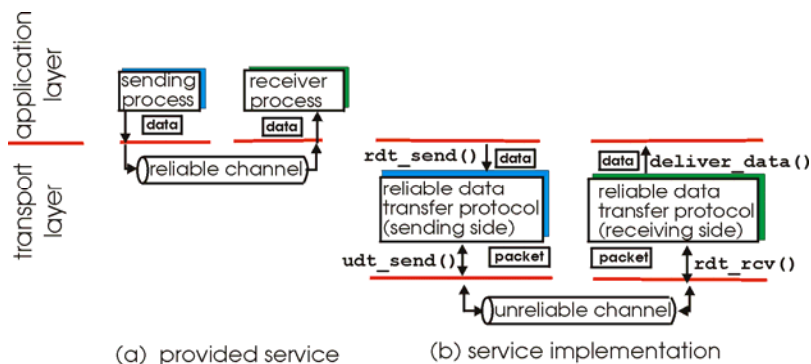 application
layer
transport
layer
sending
process
receiver
process
data
data
reliable channel
(a) provided service
rdt_send()
data
data
deliver_data()
reliable data
transfer protocol
(sending side)
reliable data
transfer protocol
(receiving side)
udt_send()
packet
packet
rdt_rcv()
unreliable channel
(b) service implementation